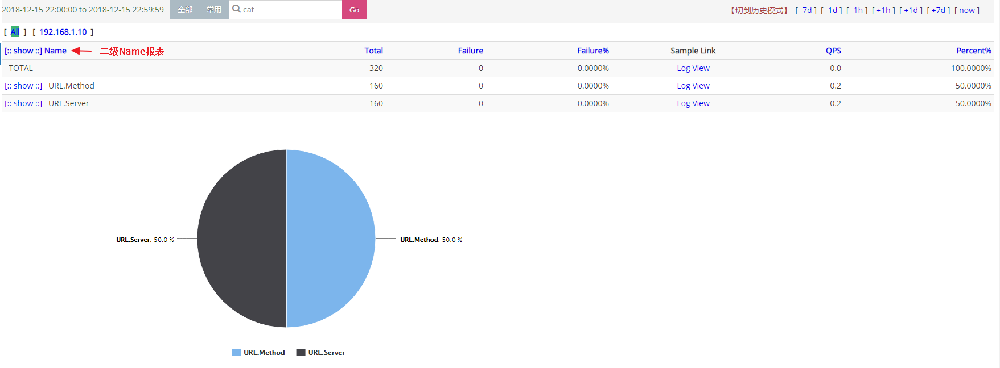 2018-12-15 22:00:00 to 2018-12-15 22:59:59 全部 常用 cat Go 【切到历史模式】 [ -7d ] [ -1d ] [ -1h ] [ +1h ] [ +1d ] [ +7d ] [ now ]
[ All ] [ 192.168.1.10 ]
[:: show ::] Name 二级Name报表 Total Failure Failure% Sample Link QPS Percent%
TOTAL 320 0 0.0000% Log View 0.0 100.0000%
[:: show ::] URL.Method 160 0 0.0000% Log View 0.2 50.0000%
[:: show ::] URL.Server 160 0 0.0000% Log View 0.2 50.0000%
URL.Server: 50.0 % URL.Method: 50.0 %
URL.Method URL.Server